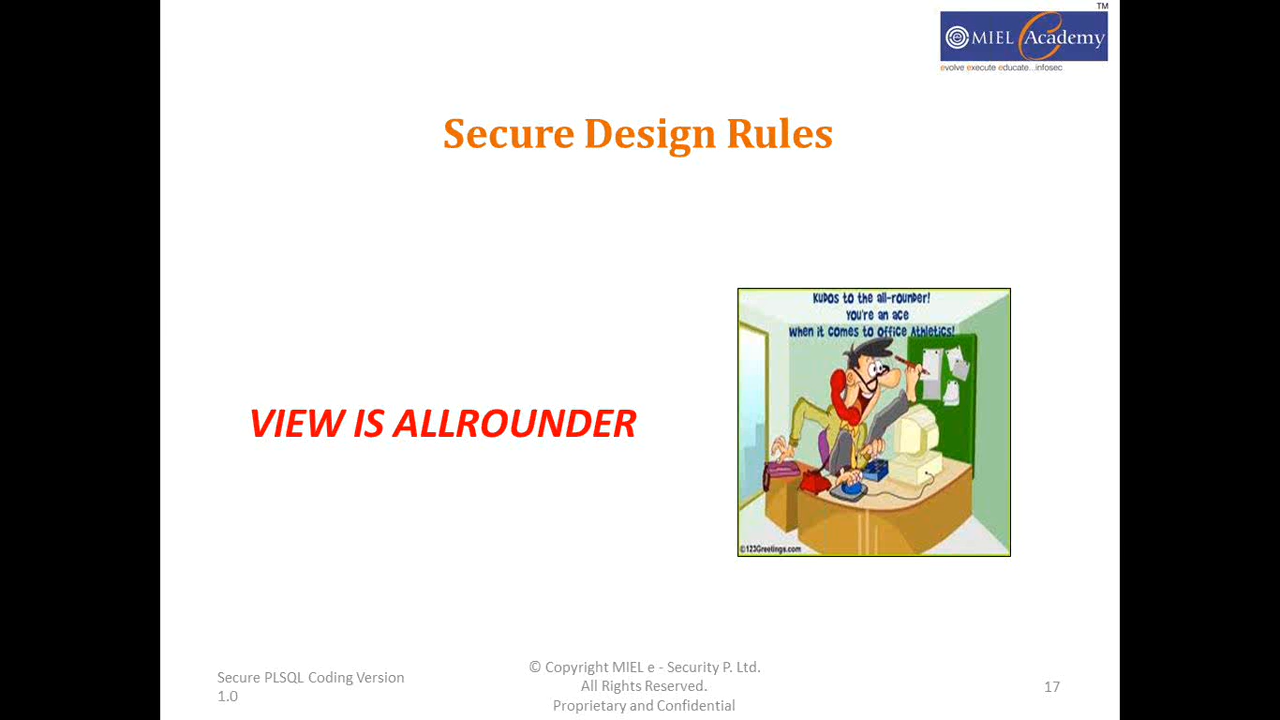 TM
MIEL Academy
evolve execute educate...infosec
Secure Design Rules
Kudos to the all-rounder!
You're an ace
When it comes to Office Athletics!
VIEW IS ALLROUNDER
©123Greetings.com
Secure PLSQL Coding Version
1.0
© Copyright MIEL e - Security P. Ltd.
All Rights Reserved.
Proprietary and Confidential
17